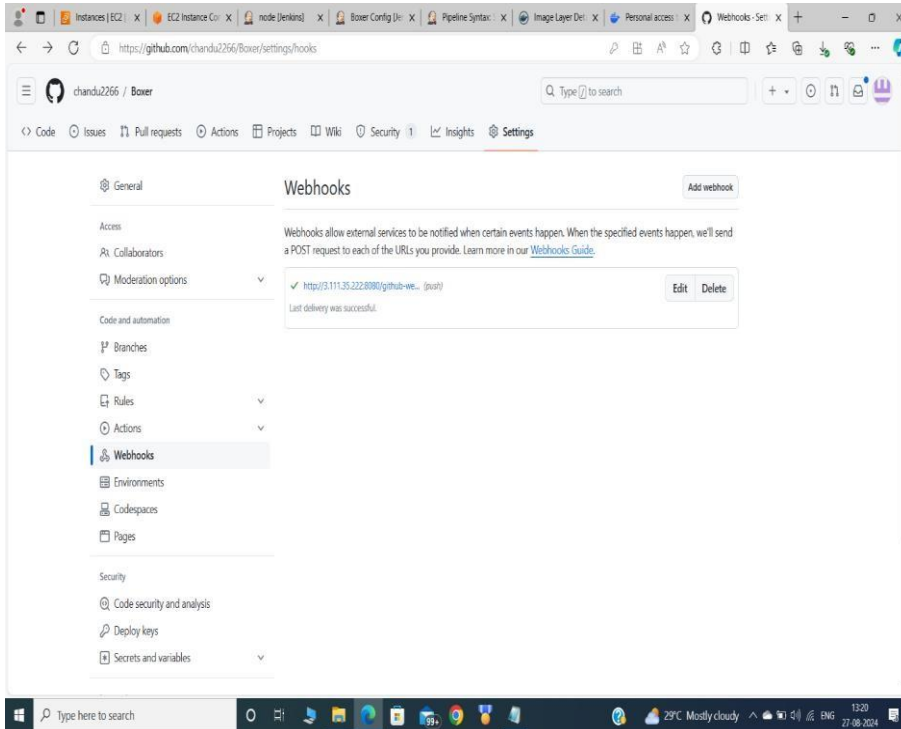 Instances | EC2 |
EC2 Instance Cor
node [Jenkins]
Boxer Config [Je
Pipeline Syntax:
Image Layer Det
Personal access t
Webhooks - Sett
https://github.com/chandu2266/Boxer/settings/hooks
chandu2266 / Boxer
Type / to search
Code Issues Pull requests Actions Projects Wiki Security 1 Insights Settings
General
Access
Collaborators
Moderation options
Code and automation
Branches
Tags
Rules
Actions
Webhooks
Environments
Codespaces
Pages
Security
Code security and analysis
Deploy keys
Secrets and variables
Webhooks
Add webhook
Webhooks allow external services to be notified when certain events happen. When the specified events happen, we'll send
a POST request to each of the URLs you provide. Learn more in our Webhooks Guide.
http://3.111.35.222:8080/github-we... (push)
Edit Delete
Last delivery was successful.
Type here to search
99+
29°C Mostly cloudy
ENG
13:20
27-08-2024